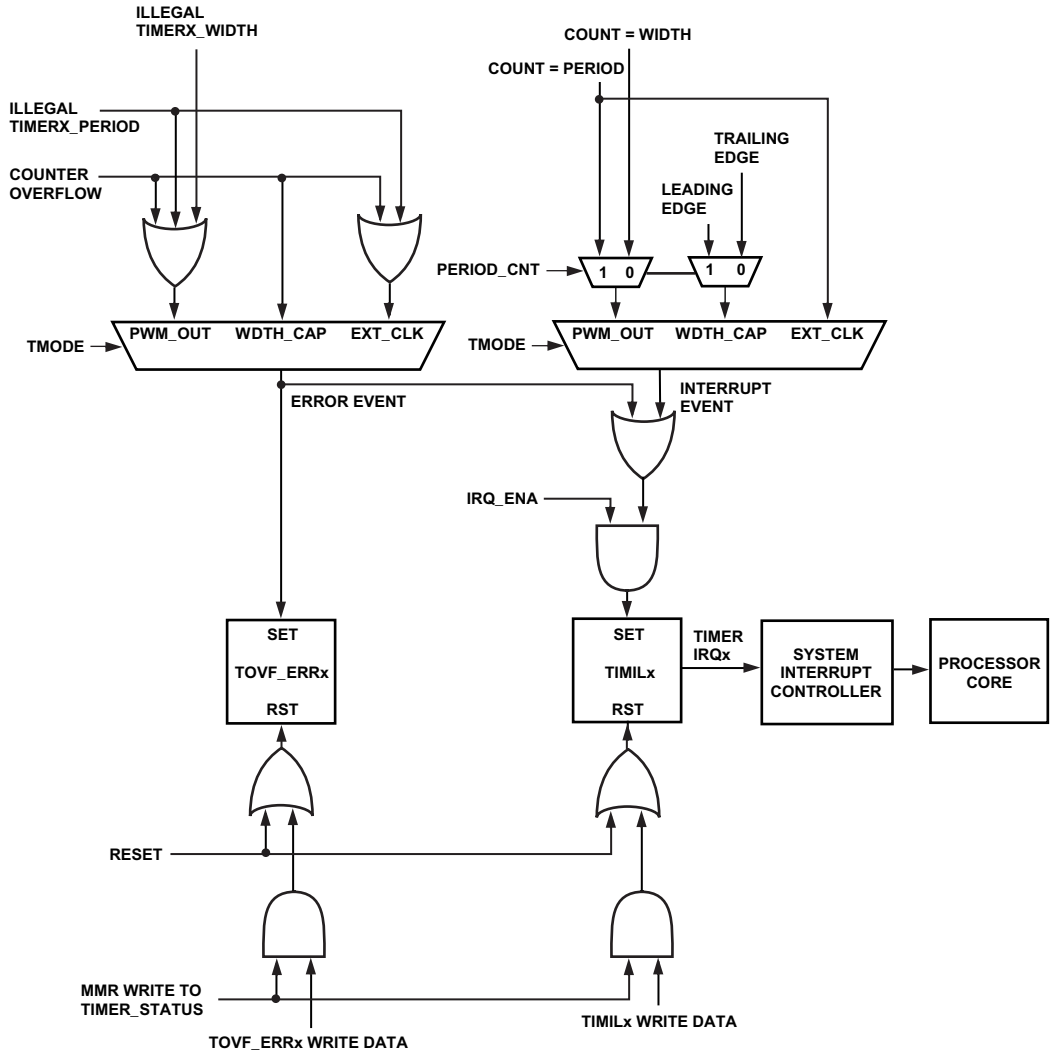 ILLEGAL
TIMERX_WIDTH
COUNT = WIDTH
COUNT = PERIOD
ILLEGAL
TIMERX_PERIOD
TRAILING
EDGE
COUNTER
OVERFLOW
LEADING
EDGE
PERIOD_CNT
1 0
1 0
TMODE
PWM_OUT WDTH_CAP EXT_CLK
TMODE
PWM_OUT WDTH_CAP EXT_CLK
ERROR EVENT
INTERRUPT
EVENT
IRQ_ENA
SET
TOVF_ERRx
RST
SET
TIMILx
RST
TIMER
IRQx
SYSTEM
INTERRUPT
CONTROLLER
PROCESSOR
CORE
RESET
MMR WRITE TO
TIMER_STATUS
TOVF_ERRx WRITE DATA
TIMILx WRITE DATA